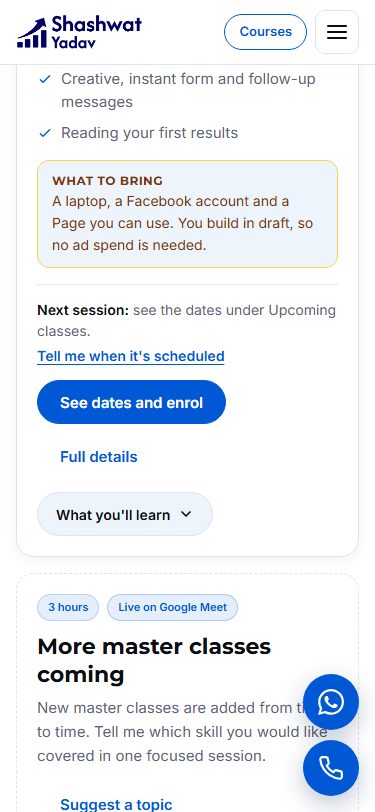 Shashwat
Yadav
Courses
Creative, instant form and follow-up
messages
Reading your first results
WHAT TO BRING
A laptop, a Facebook account and a
Page you can use. You build in draft, so
no ad spend is needed.
Next session: see the dates under Upcoming
classes.
Tell me when it's scheduled
See dates and enrol
Full details
What you'll learn
3 hours
Live on Google Meet
More master classes
coming
New master classes are added from
to time. Tell me which skill you would like
covered in one focused session.
Suggest a topic